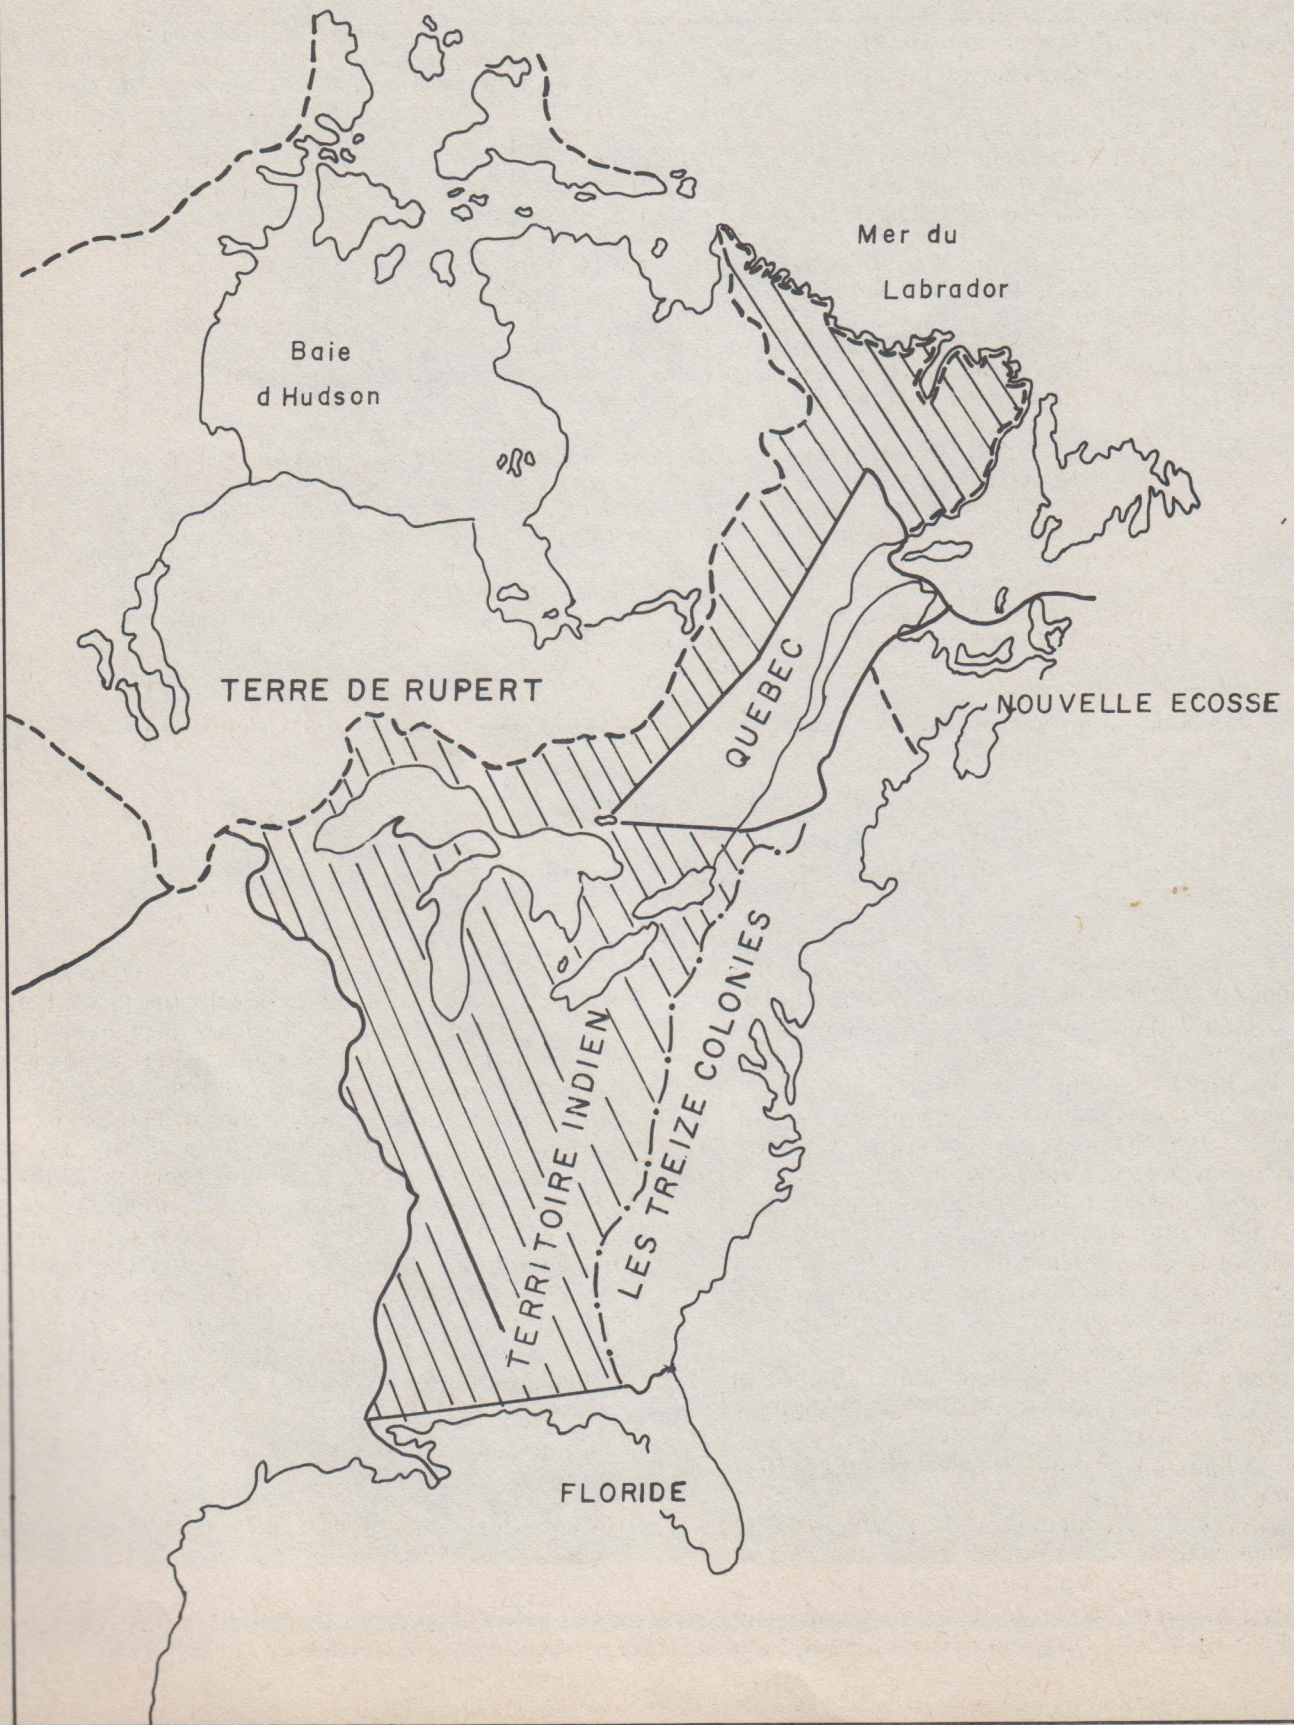 Mer du
Labrador
Baie
d Hudson
TERRE DE RUPERT
QUEBEC
NOUVELLE ECOSSE
LES TREIZE COLONIES
TERRITOIRE INDIEN
FLORIDE